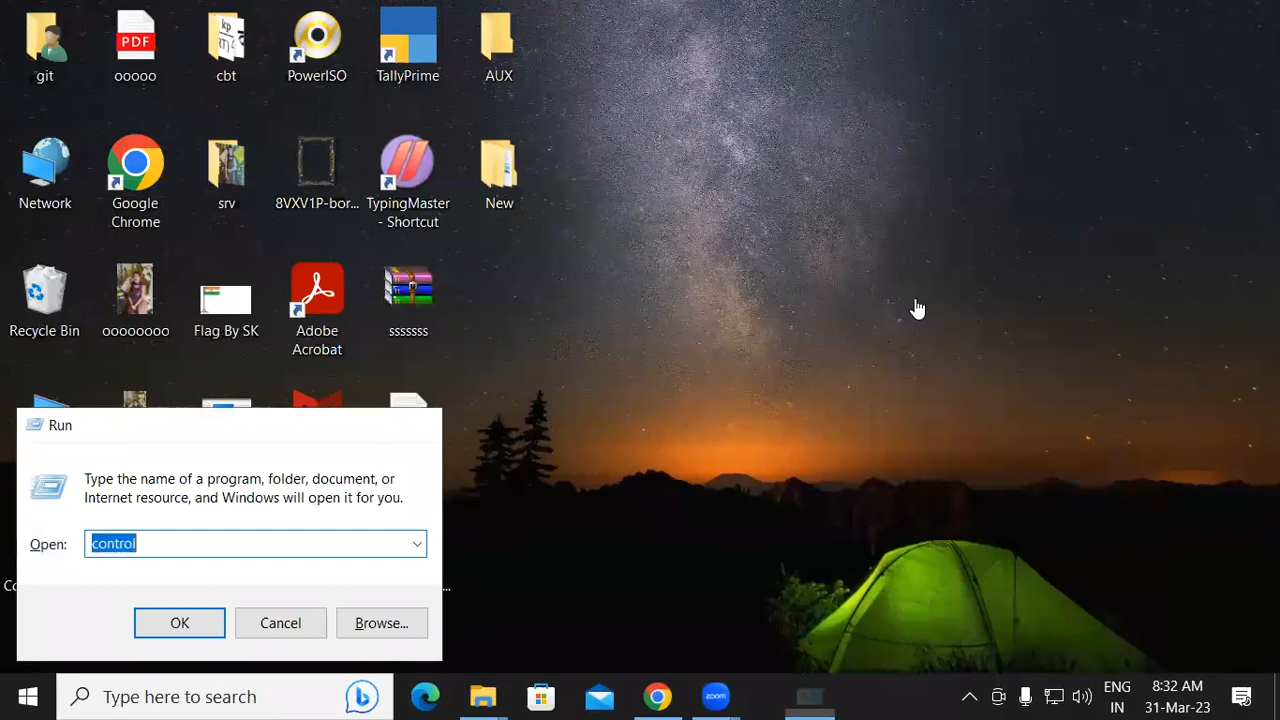 git
PDF
ooooo
kp
cbt
PowerISO
TallyPrime
AUX
Network
Google
Chrome
srv
8VXV1P-bor...
TypingMaster
- Shortcut
New
Recycle Bin
oooooooo
Flag By SK
Adobe
Acrobat
sssssss
Run
Type the name of a program, folder, document, or
Internet resource, and Windows will open it for you.
Open:
control
OK
Cancel
Browse...
Type here to search
zoom
ENG
IN
8:32 AM
31-Mar-23